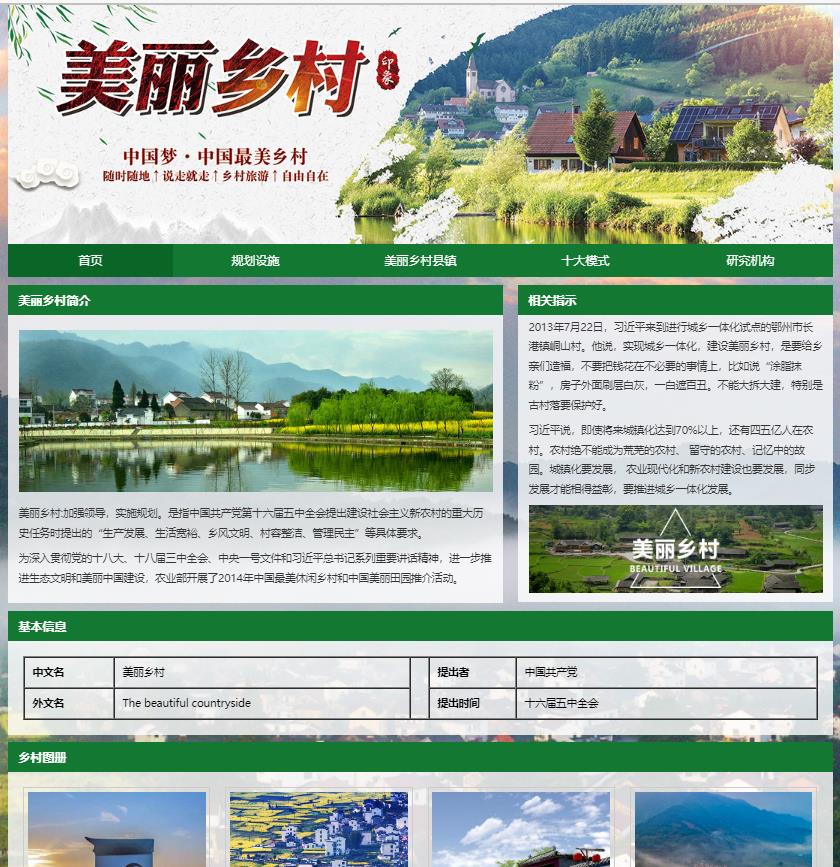 美丽乡村
印象
中国梦·中国最美乡村
随时随地↑说走就走↑乡村旅游↑自由自在
首页 规划设施 美丽乡村县镇 十大模式 研究机构
美丽乡村简介
美丽乡村:加强领导，实施规划。是指中国共产党第十六届五中全会提出建设社会主义新农村的重大历
史任务时提出的“生产发展、生活宽裕、乡风文明、村容整洁、管理民主”等具体要求。
为深入贯彻党的十八大、十八届三中全会、中央一号文件和习近平总书记系列重要讲话精神，进一步推
进生态文明和美丽中国建设，农业部开展了2014年中国最美休闲乡村和中国美丽田园推介活动。
相关指示
2013年7月22日，习近平来到进行城乡一体化试点的鄂州市长
港镇峒山村。他说，实现城乡一体化，建设美丽乡村，是要给乡
亲们造福，不要把钱花在不必要的事情上，比如说“涂脂抹
粉”，房子外面刷层白灰，一白遮百丑。不能大拆大建，特别是
古村落要保护好。
习近平说，即使将来城镇化达到70%以上，还有四五亿人在农
村。农村绝不能成为荒芜的农村、 留守的农村、记忆中的故
园。城镇化要发展， 农业现代化和新农村建设也要发展，同步
发展才能相得益彰，要推进城乡一体化发展。
美丽乡村
BEAUTIFUL VILLAGE
基本信息
中文名 美丽乡村 提出者 中国共产党
外文名 The beautiful countryside 提出时间 十六届五中全会
乡村图册